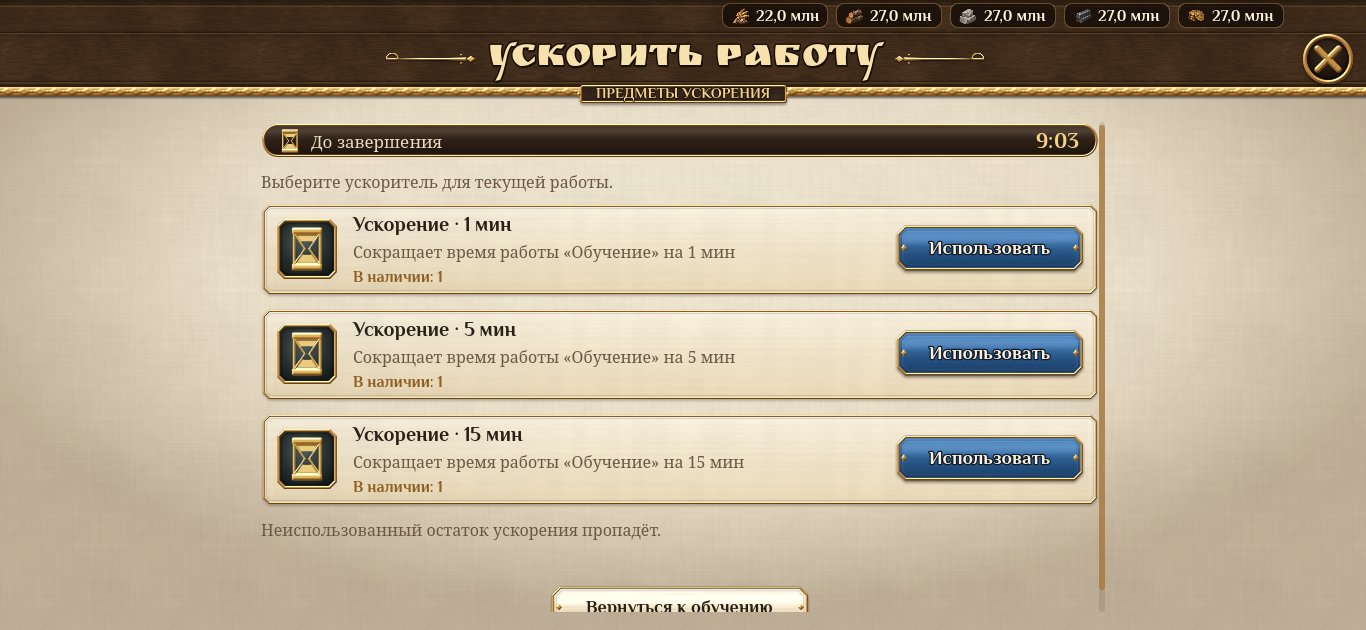 22,0 млн 27,0 млн 27,0 млн 27,0 млн 27,0 млн
УСКОРИТЬ РАБОТУ
ПРЕДМЕТЫ УСКОРЕНИЯ
До завершения 9:03
Выберите ускоритель для текущей работы.
Ускорение · 1 мин
Сокращает время работы «Обучение» на 1 мин
В наличии: 1
Использовать
Ускорение · 5 мин
Сокращает время работы «Обучение» на 5 мин
В наличии: 1
Использовать
Ускорение · 15 мин
Сокращает время работы «Обучение» на 15 мин
В наличии: 1
Использовать
Неиспользованный остаток ускорения пропадёт.
Вернуться к обучению